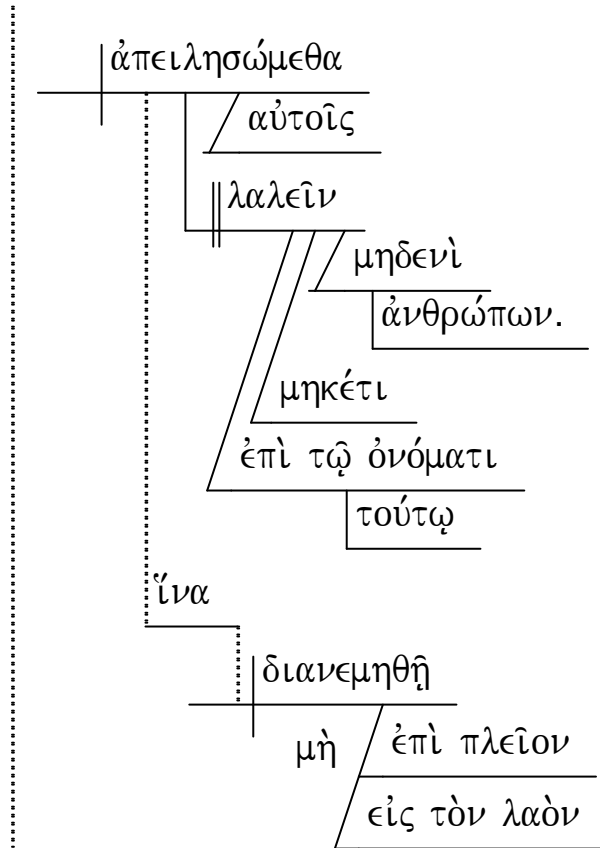 ἀπειλησώμεθα
αὐτοῖς
λαλεῖν
μηδενὶ
ἀνθρώπων.
μηκέτι
ἐπὶ τῷ ὀνόματι
τούτῳ
ἵνα
διανεμηθῇ
μὴ
ἐπὶ πλεῖον
εἰς τὸν λαὸν